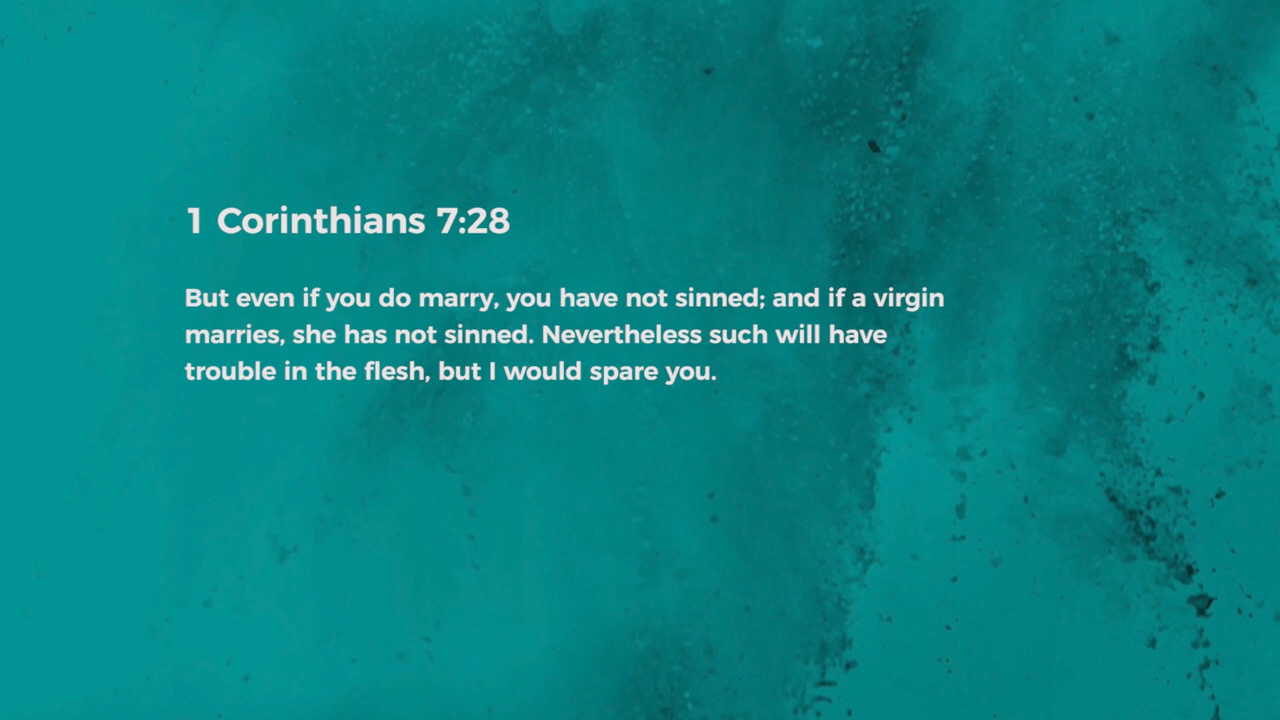 1 Corinthians 7:28
But even if you do marry, you have not sinned; and if a virgin
marries, she has not sinned. Nevertheless such will have
trouble in the flesh, but I would spare you.